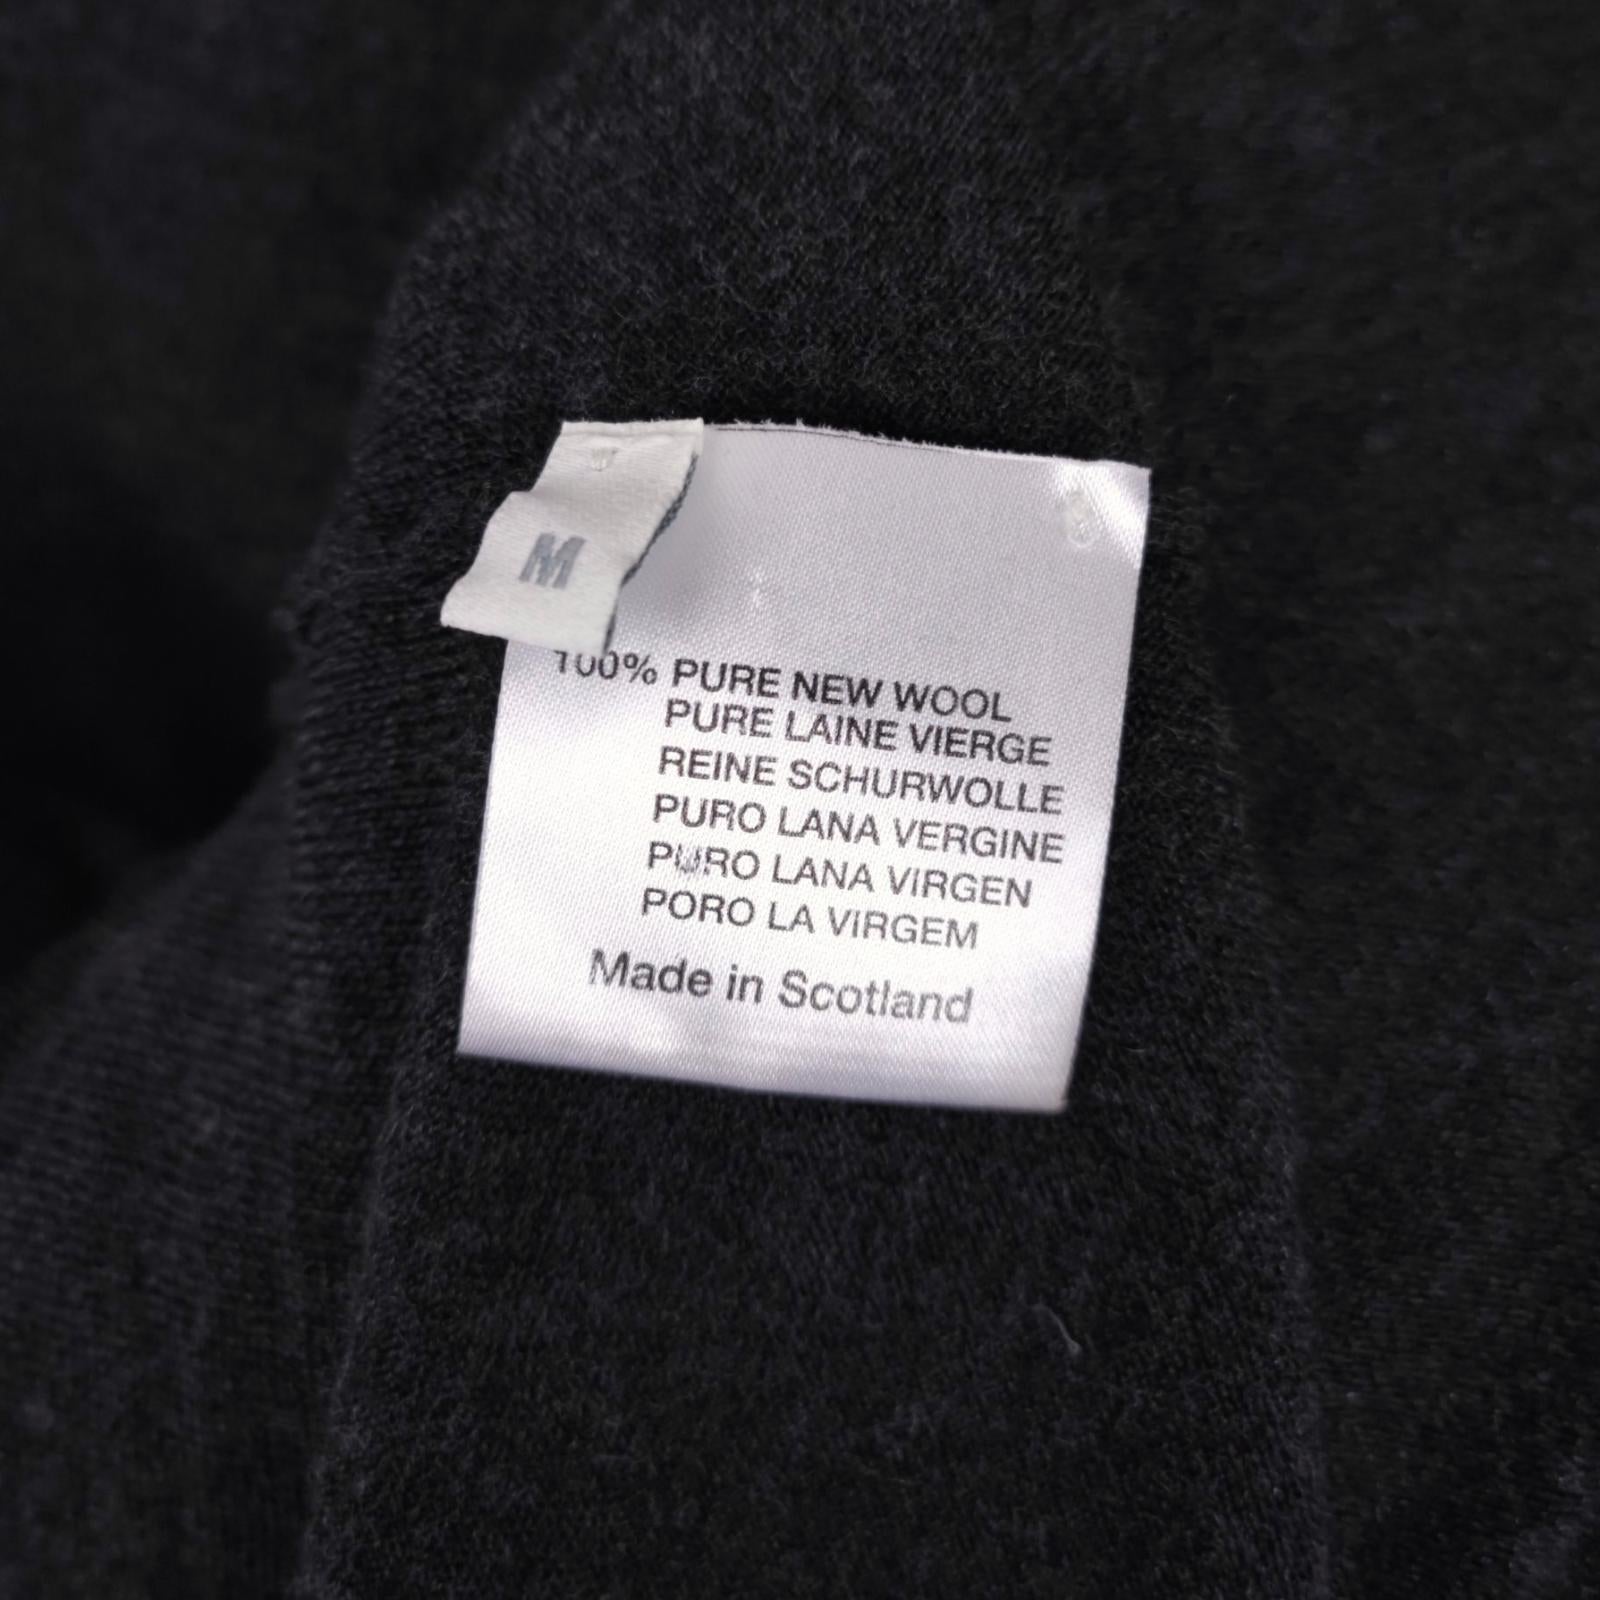 M
100% PURE NEW WOOL
PURE LAINE VIERGE
REINE SCHURWOLLE
PURO LANA VERGINE
PURO LANA VIRGEN
PORO LA VIRGEM
Made in Scotland